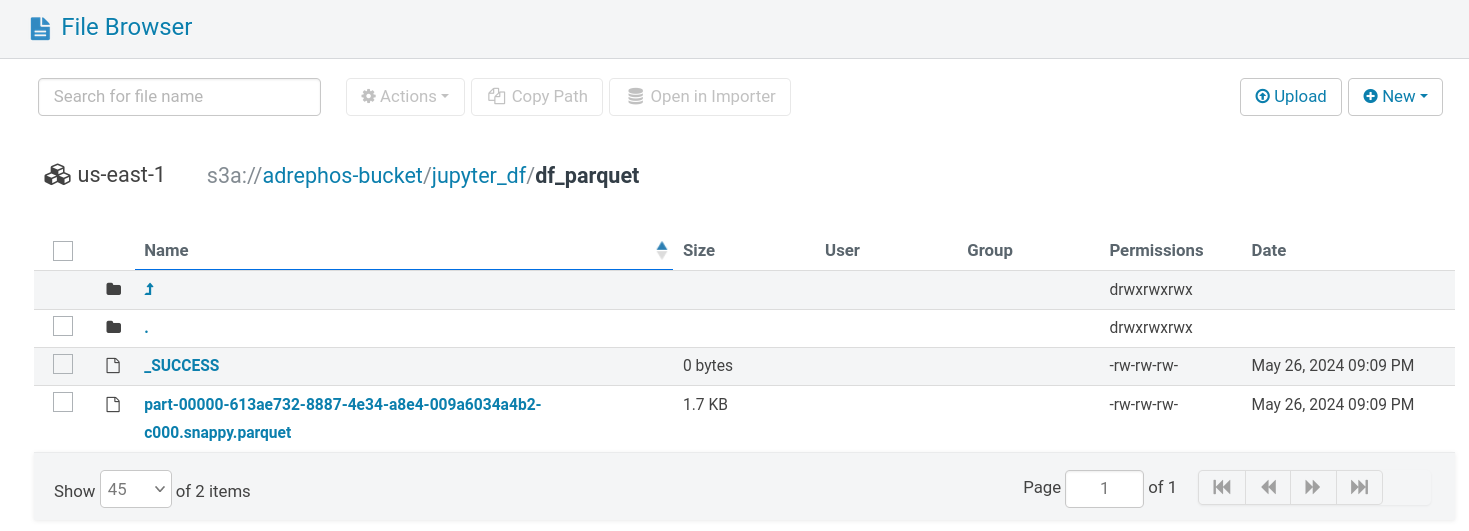 File Browser
Search for file name
Actions
Copy Path
Open in Importer
Upload
New
us-east-1 s3a://adrephos-bucket/jupyter_df/df_parquet
Name Size User Group Permissions Date
drwxrwxrwx
. drwxrwxrwx
_SUCCESS 0 bytes -rw-rw-rw- May 26, 2024 09:09 PM
part-00000-613ae732-8887-4e34-a8e4-009a6034a4b2- 1.7 KB -rw-rw-rw- May 26, 2024 09:09 PM
c000.snappy.parquet
Show 45 of 2 items Page 1 of 1